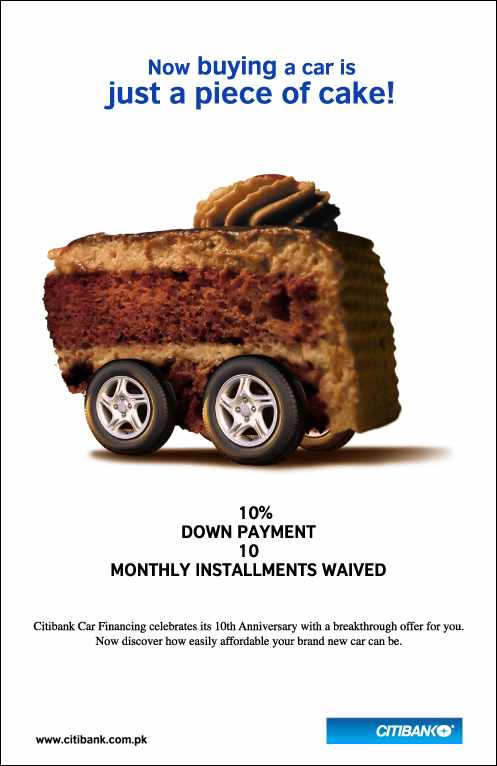 Now buying a car is
just a piece of cake!
10%
DOWN PAYMENT
10
MONTHLY INSTALLMENTS WAIVED
Citibank Car Financing celebrates its 10th Anniversary with a breakthrough offer for you.
Now discover how easily affordable your brand new car can be.
www.citibank.com.pk
CITIBANK